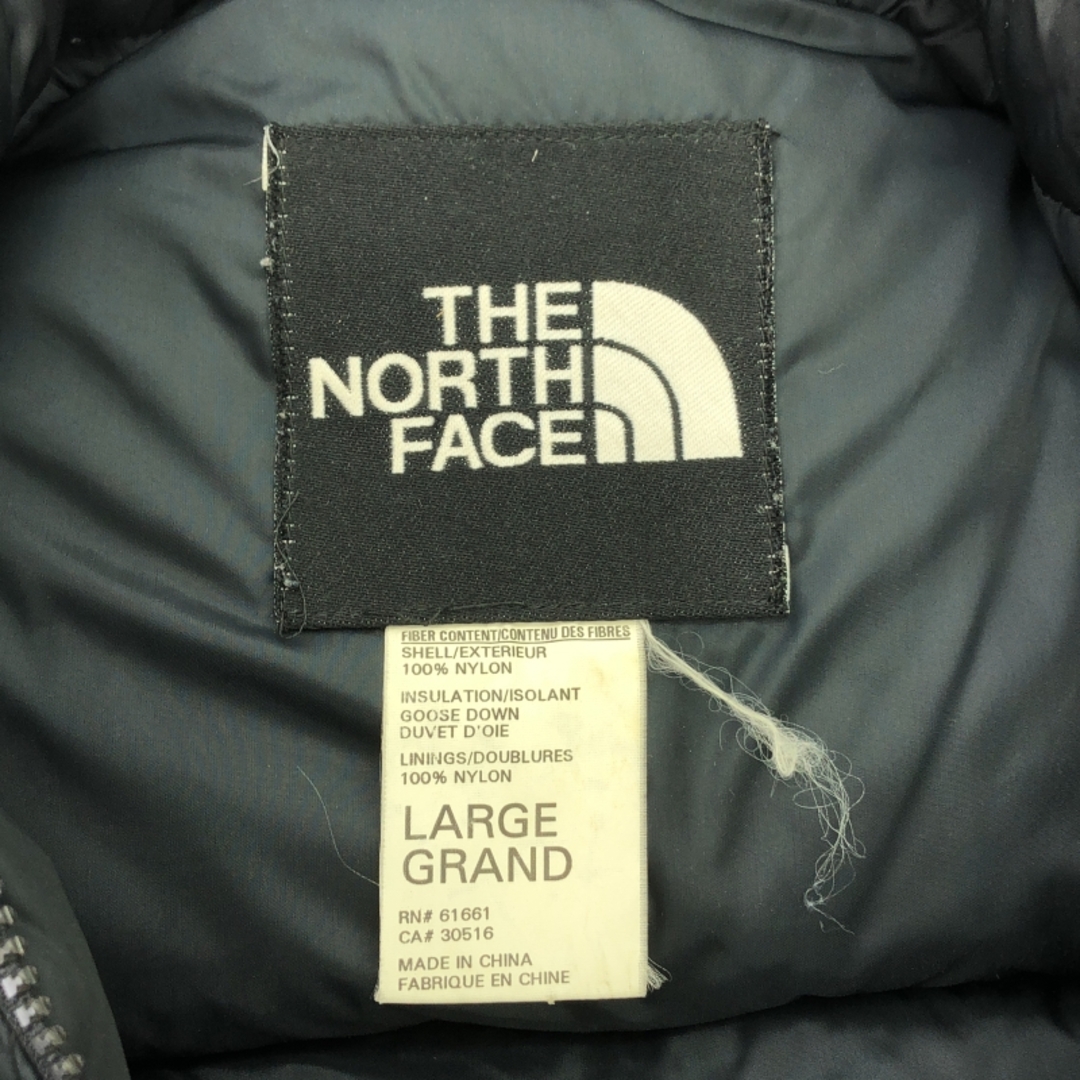 THE
NORTH
FACE
FIBER CONTENT/CONTENU DES FIBRES
SHELL/EXTERIEUR
100% NYLON
INSULATION/ISOLANT
GOOSE DOWN
DUVET D'OIE
LININGS/DOUBLURES
100% NYLON
LARGE
GRAND
RN# 61661
CA# 30516
MADE IN CHINA
FABRIQUE EN CHINE